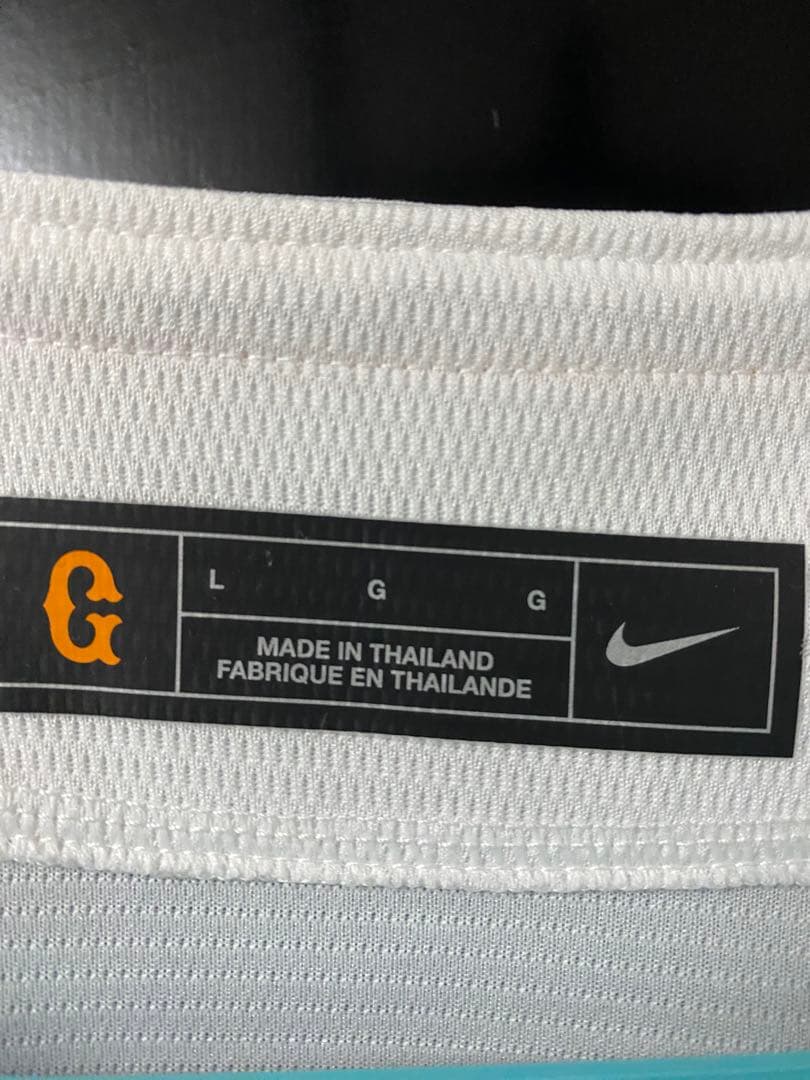 G
L G G
MADE IN THAILAND
FABRIQUE EN THAILANDE